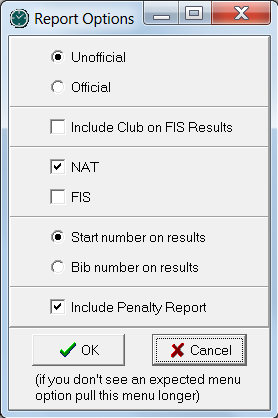 Report Options
Unofficial
Official
Include Club on FIS Results
NAT
FIS
Start number on results
Bib number on results
Include Penalty Report
OK
Cancel
(if you don't see an expected menu
option pull this menu longer)